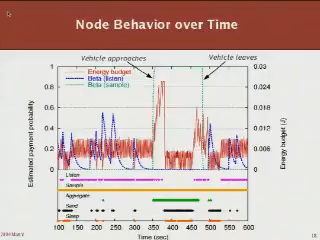 Node Behavior over Time
Vehicle approaches
Vehicle leaves
Energy budget
Beta (listen)
Beta (sample)
Estimated payment probability
1
0.8
0.6
0.4
0.2
0
0.03
0.024
0.018
0.012
0.006
0
Energy budget (J)
Listen
Sample
Aggregate
Send
Sleep
100 150 200 250 300 350 400 450 500 550 600
Time (sec)
18